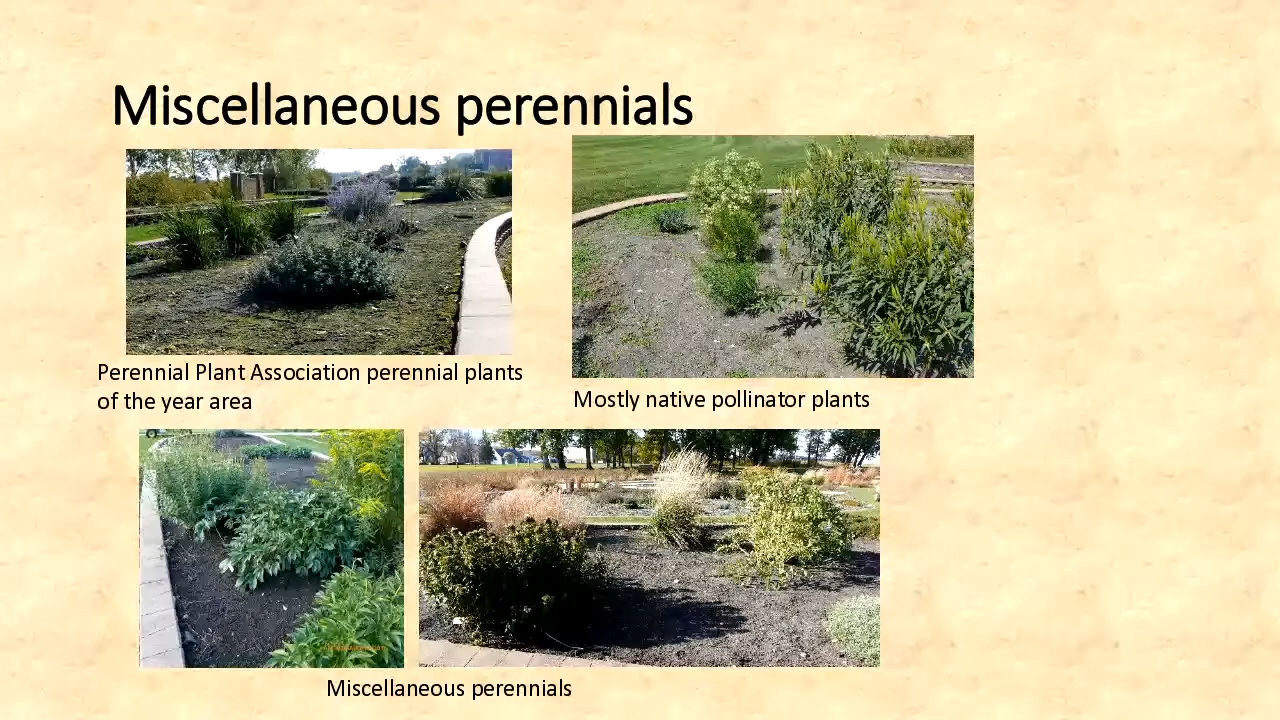 Miscellaneous perennials
Perennial Plant Association perennial plants
of the year area
Mostly native pollinator plants
Miscellaneous perennials